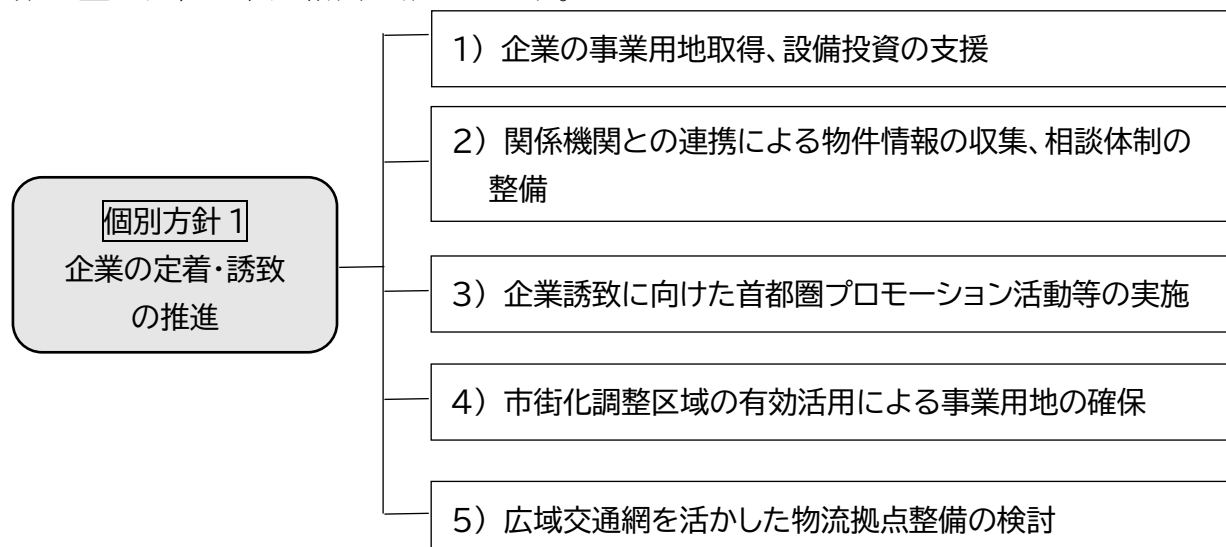 個別方針1
企業の定着・誘致
の推進
1）企業の事業用地取得、設備投資の支援
2）関係機関との連携による物件情報の収集、相談体制の
整備
3）企業誘致に向けた首都圏プロモーション活動等の実施
4）市街化調整区域の有効活用による事業用地の確保
5）広域交通網を活かした物流拠点整備の検討